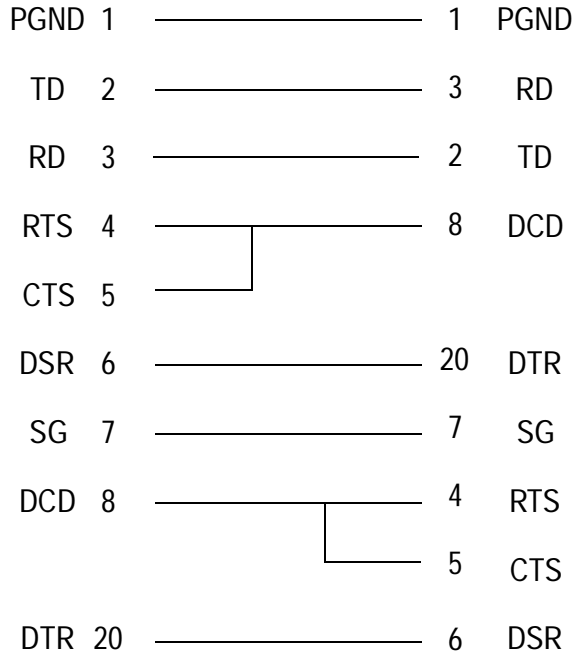 PGND 1 1 PGND
TD 2 3 RD
RD 3 2 TD
RTS 4 8 DCD
CTS 5
DSR 6 20 DTR
SG 7 7 SG
DCD 8 4 RTS
5 CTS
DTR 20 6 DSR